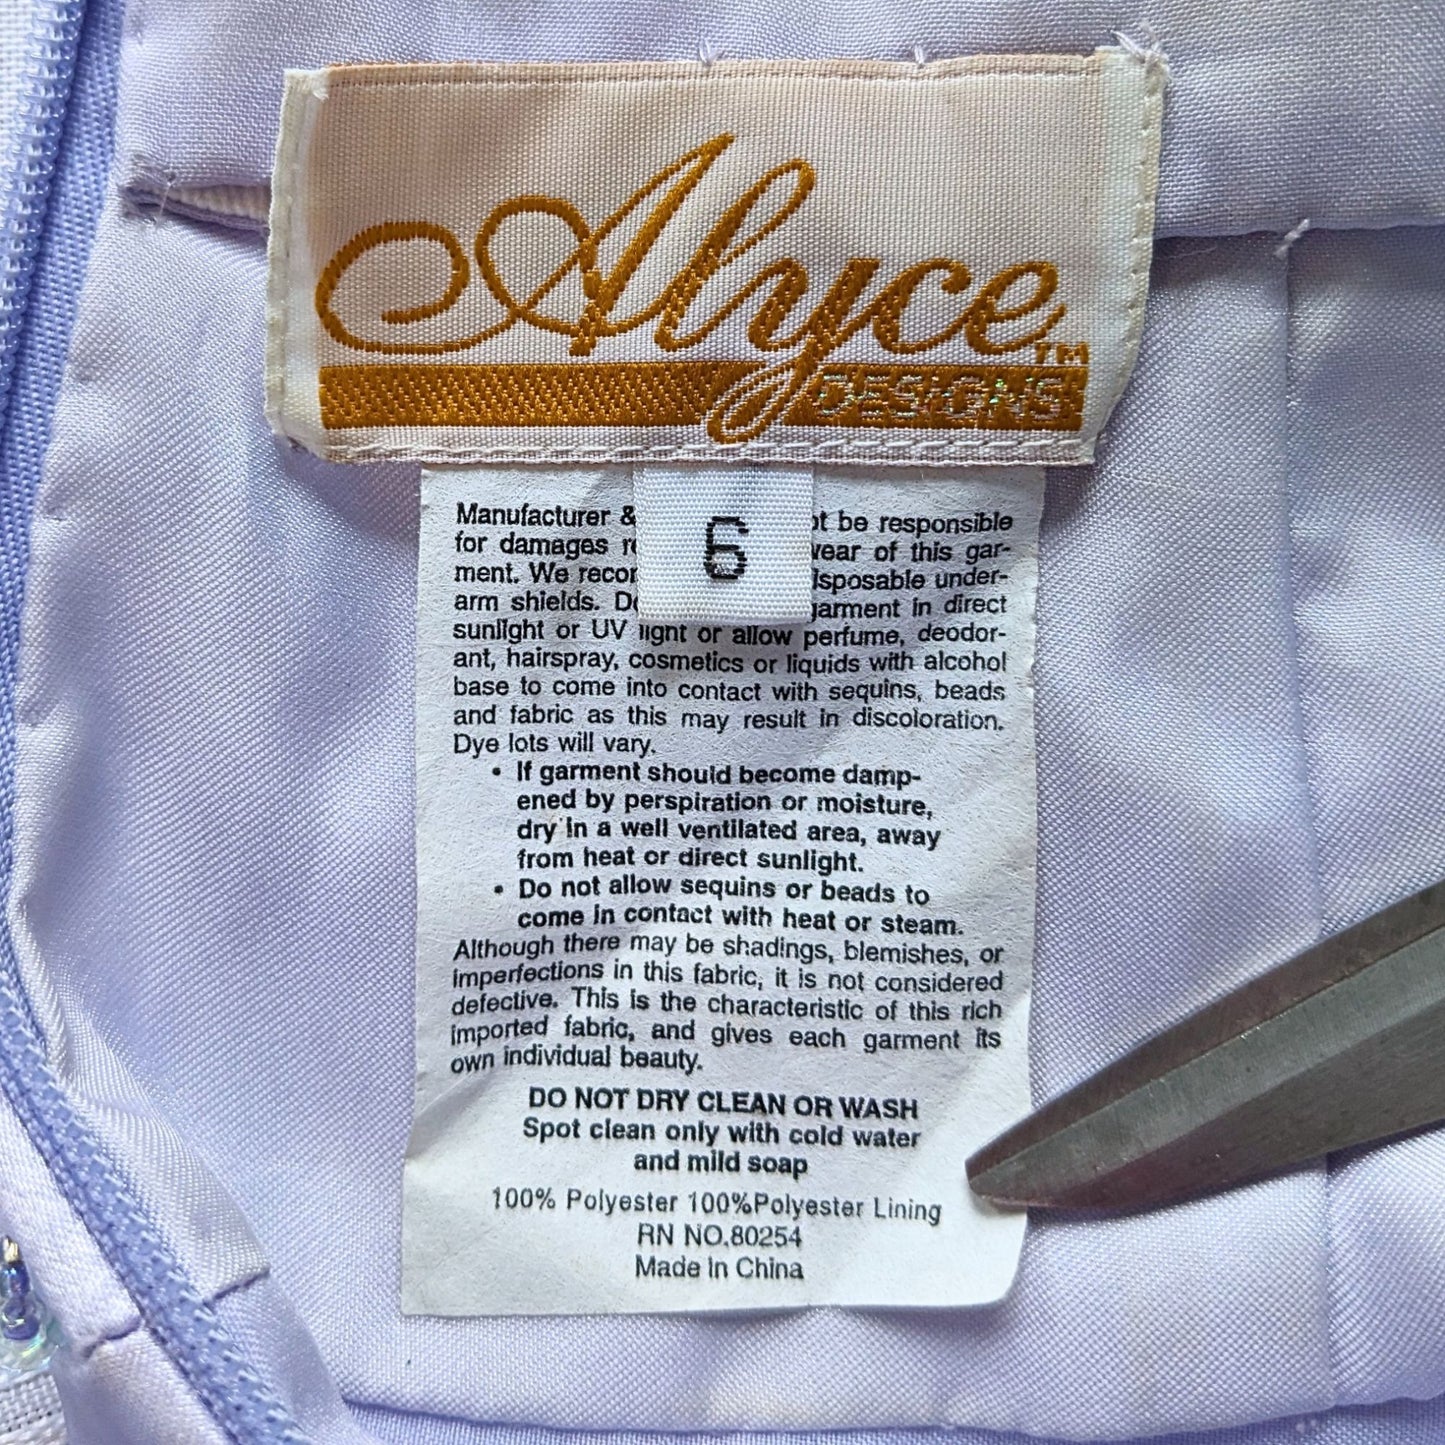 Alyce™
DESIGNS
6
Manufacturer & be responsible
for damages wear of this gar-
ment. We disposable under-
arm shields. garment in direct
sunlight or UV light or allow perfume, deodor-
ant, hairspray, cosmetics or liquids with alcohol
base to come into contact with sequins, beads
and fabric as this may result in discoloration.
Dye lots will vary.
• If garment should become damp-
ened by perspiration or moisture,
dry in a well ventilated area, away
from heat or direct sunlight.
• Do not allow sequins or beads to
come in contact with heat or steam.
Although there may be shadings, blemishes, or
imperfections in this fabric, it is not considered
defective. This is the characteristic of this rich
imported fabric, and gives each garment its
own individual beauty.
DO NOT DRY CLEAN OR WASH
Spot clean only with cold water
and mild soap
100% Polyester 100%Polyester Lining
RN NO.80254
Made in China